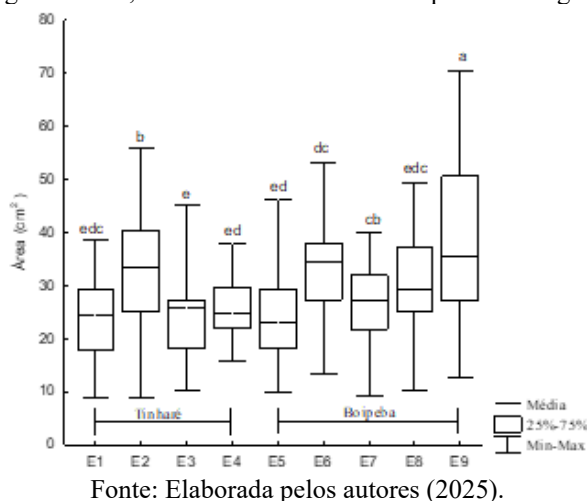 80
70
60
50
40
30
20
10
0
Área (cm²)
edc
b
e
ed
ed
dc
cb
edc
a
Tinharé
Boipeba
E1 E2 E3 E4 E5 E6 E7 E8 E9
Média
25%-75%
Min-Max
Fonte: Elaborada pelos autores (2025).